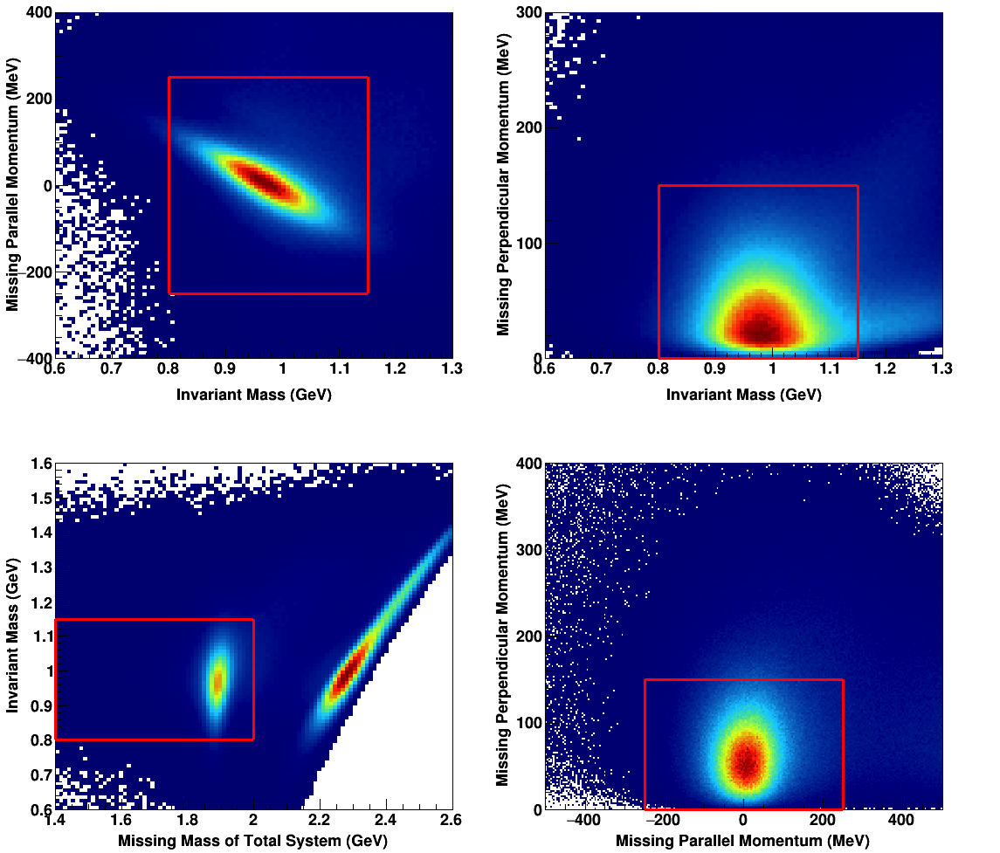 400
200
0
−200
−400
Missing Parallel Momentum (MeV)
0.6 0.7 0.8 0.9 1 1.1 1.2 1.3
Invariant Mass (GeV)
300
200
100
0
Missing Perpendicular Momentum (MeV)
0.6 0.7 0.8 0.9 1 1.1 1.2 1.3
Invariant Mass (GeV)
1.6
1.5
1.4
1.3
1.2
1.1
1
0.9
0.8
0.7
0.6
Invariant Mass (GeV)
1.4 1.6 1.8 2 2.2 2.4 2.6
Missing Mass of Total System (GeV)
400
300
200
100
0
Missing Perpendicular Momentum (MeV)
−400 −200 0 200 400
Missing Parallel Momentum (MeV)